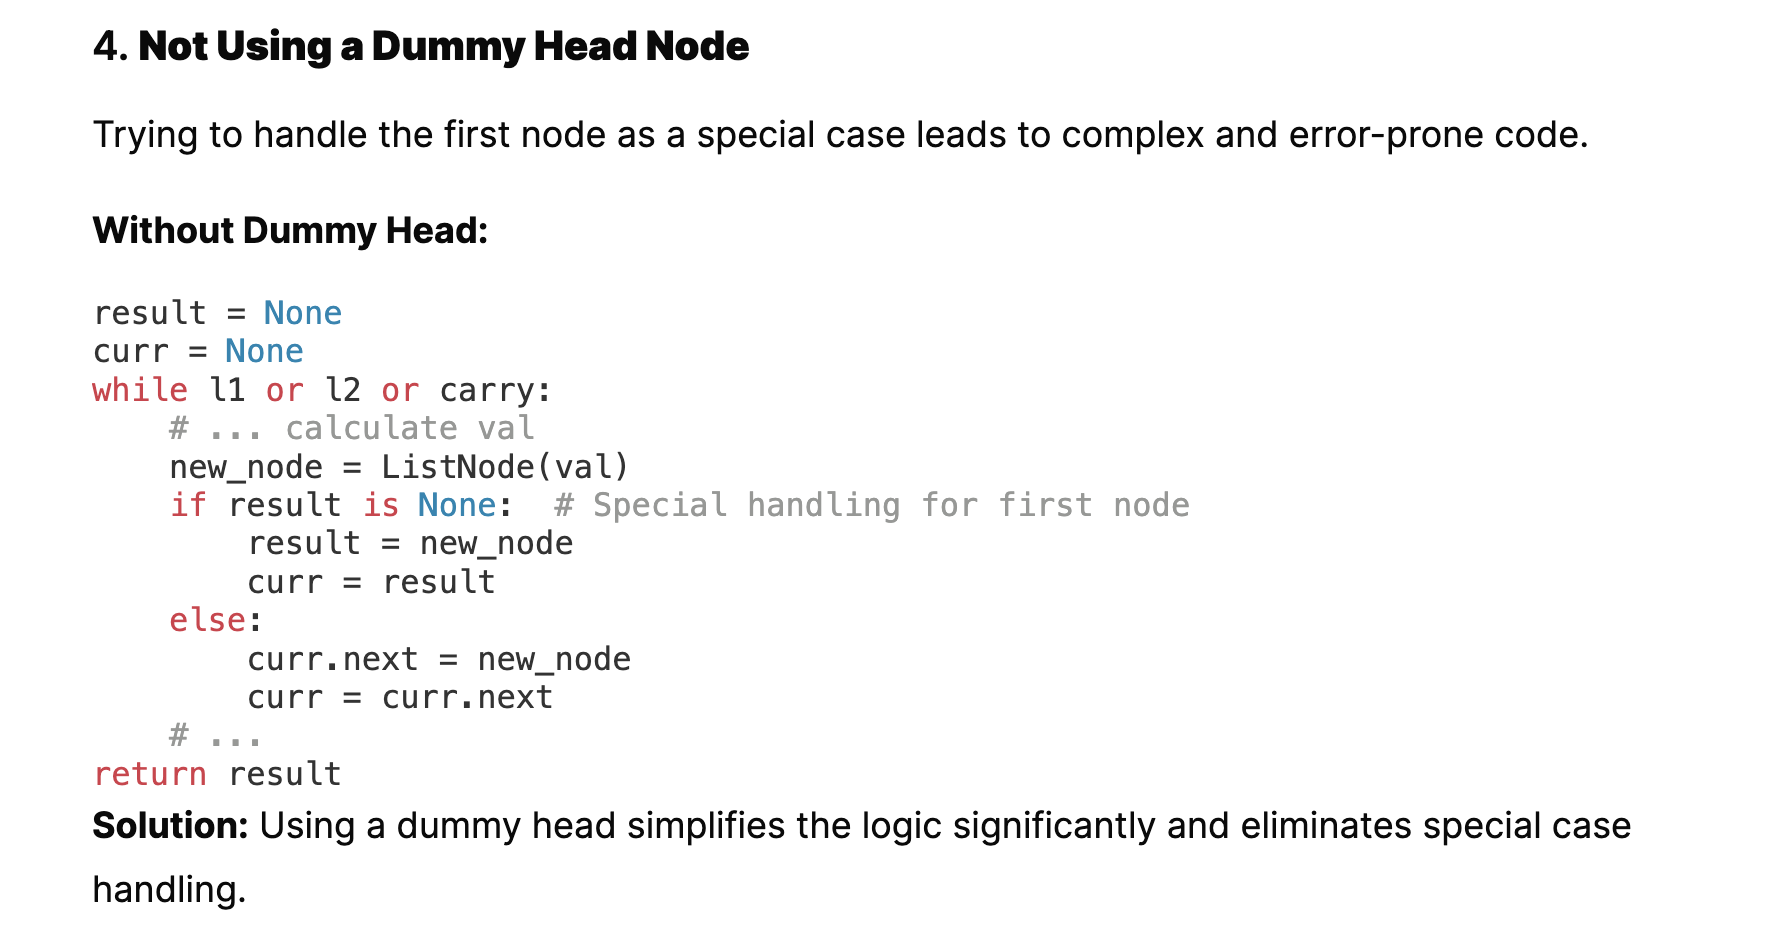 4. Not Using a Dummy Head Node
Trying to handle the first node as a special case leads to complex and error-prone code.
Without Dummy Head:
result = None
curr = None
while l1 or l2 or carry:
    # ... calculate val
    new_node = ListNode(val)
    if result is None:  # Special handling for first node
        result = new_node
        curr = result
    else:
        curr.next = new_node
        curr = curr.next
    # ...
return result
Solution: Using a dummy head simplifies the logic significantly and eliminates special case
handling.